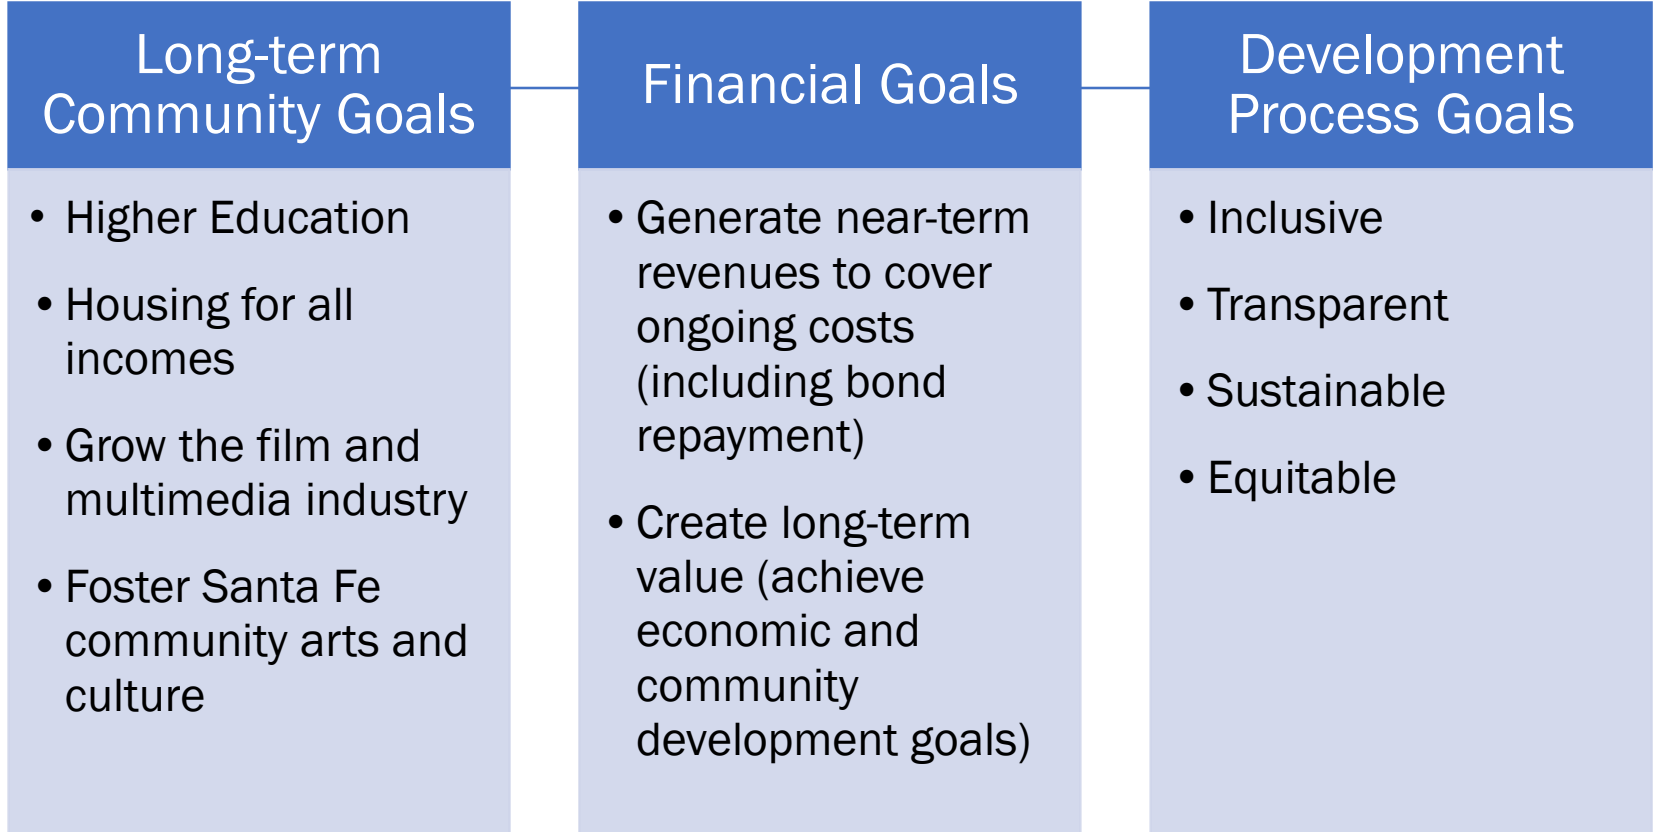 Long-term
Community Goals
• Higher Education
• Housing for all
incomes
• Grow the film and
multimedia industry
• Foster Santa Fe
community arts and
culture
Financial Goals
• Generate near-term
revenues to cover
ongoing costs
(including bond
repayment)
• Create long-term
value (achieve
economic and
community
development goals)
Development
Process Goals
• Inclusive
• Transparent
• Sustainable
• Equitable